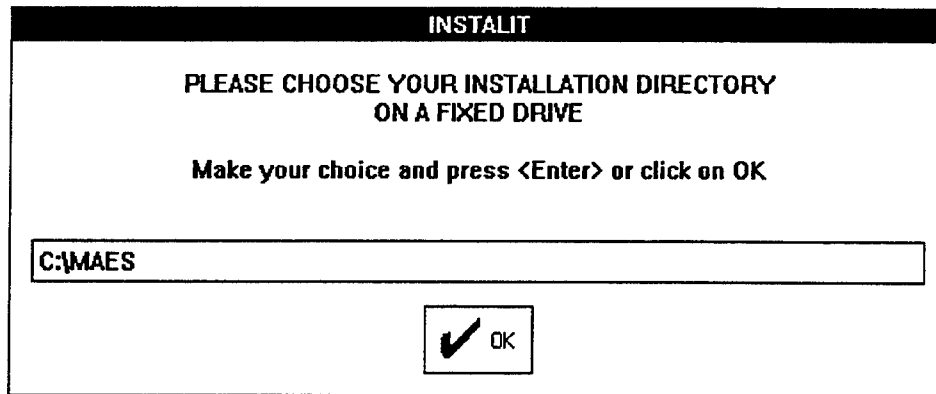 INSTALIT
PLEASE CHOOSE YOUR INSTALLATION DIRECTORY
ON A FIXED DRIVE
Make your choice and press <Enter> or click on OK
C:\MAES
OK